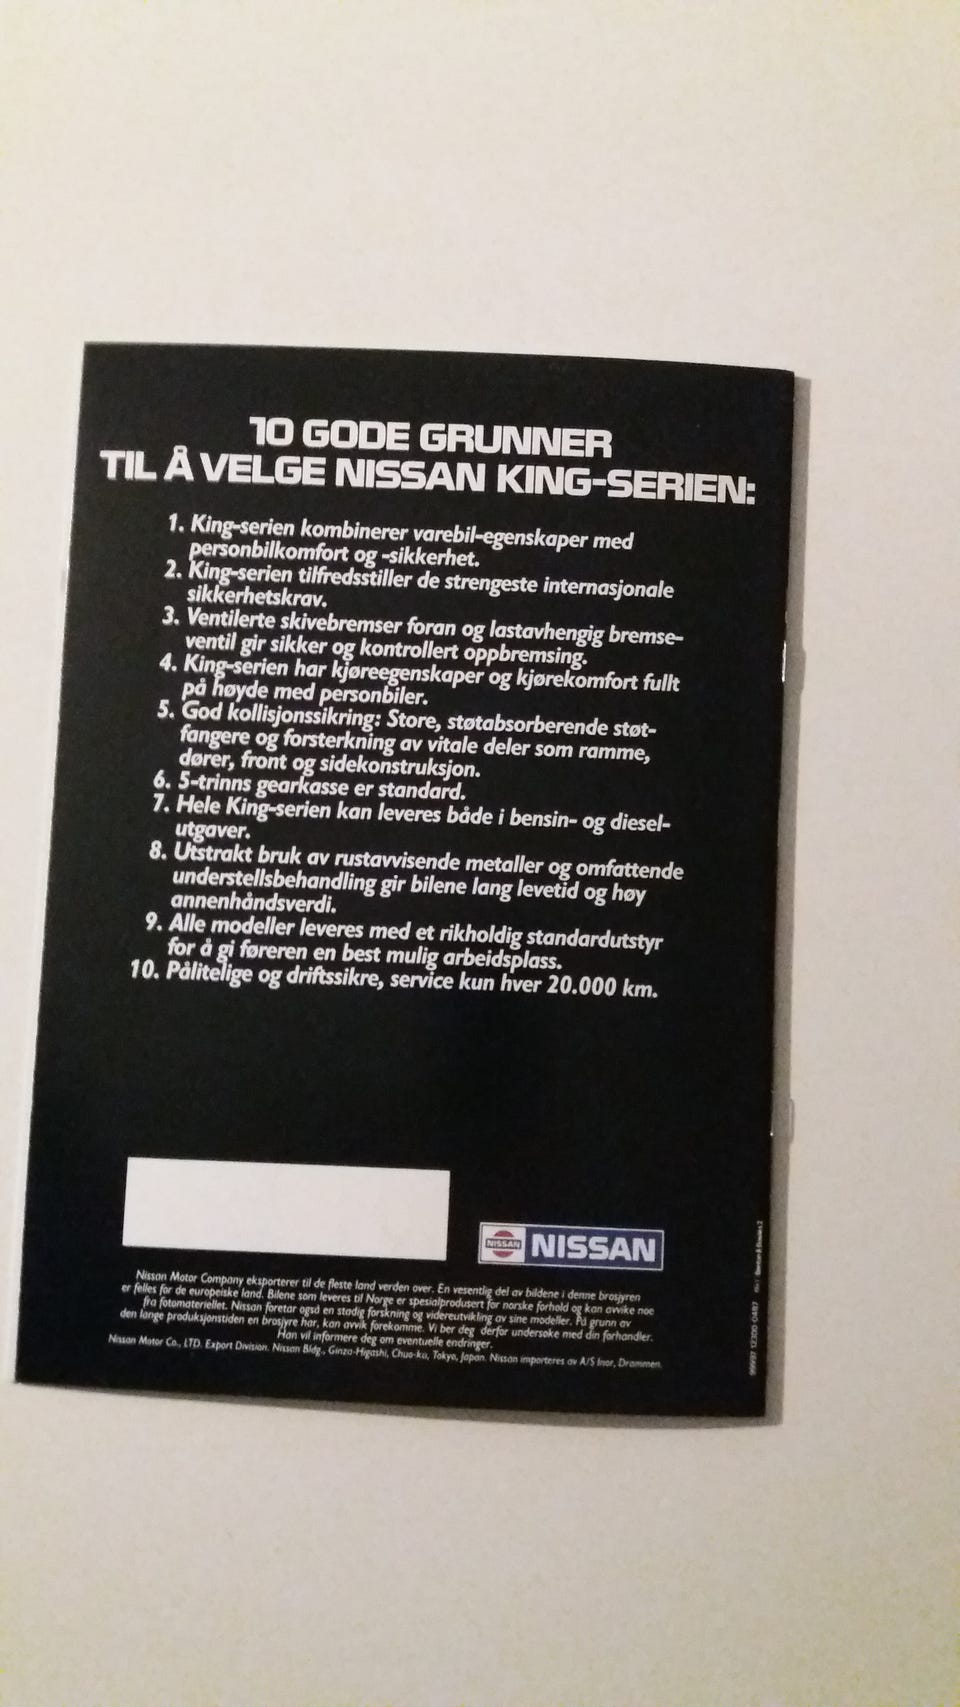 10 GODE GRUNNER
TIL Å VELGE NISSAN KING-SERIEN:
1. King-serien kombinerer varebil-egenskaper med
personbilkomfort og -sikkerhet.
2. King-serien tilfredsstiller de strengeste internasjonale
sikkerhetskrav.
3. Ventilerte skivebremser foran og lastavhengig bremse-
ventil gir sikker og kontrollert oppbremsing.
4. King-serien har kjøreegenskaper og kjørekomfort fullt
på høyde med personbiler.
5. God kollisjonssikring: Store, støtabsorberende støt-
fangere og forsterkning av vitale deler som ramme,
dører, front og sidekonstruksjon.
6. 5-trinns gearkasse er standard.
7. Hele King-serien kan leveres både i bensin- og diesel-
utgaver.
8. Utstrakt bruk av rustavvisende metaller og omfattende
understellsbehandling gir bilene lang levetid og høy
annenhåndsverdi.
9. Alle modeller leveres med et rikholdig standardutstyr
for å gi føreren en best mulig arbeidsplass.
10. Pålitelige og driftssikre, service kun hver 20.000 km.
NISSAN NISSAN
Nissan Motor Company eksporterer til de fleste land verden over. En vesentlig del av bildene i denne brosjyren
er felles for de europeiske land. Bilene som leveres til Norge er spesialprodusert for norske forhold og kan avvike noe
fra fotomateriellet. Nissan foretar også en stadig forskning og videreutvikling av sine modeller. På grunn av
den lange produksjonstiden en brosjyre har, kan avvik forekomme. Vi ber deg derfor undersøke med din forhandler.
Han vil informere deg om eventuelle endringer.
Nissan Motor Co., LTD. Export Division. Nissan Bldg., Ginza-Higashi, Chuo-ku, Tokyo, Japan. Nissan importeres av A/S Inor, Drammen.
99997 12300-0487